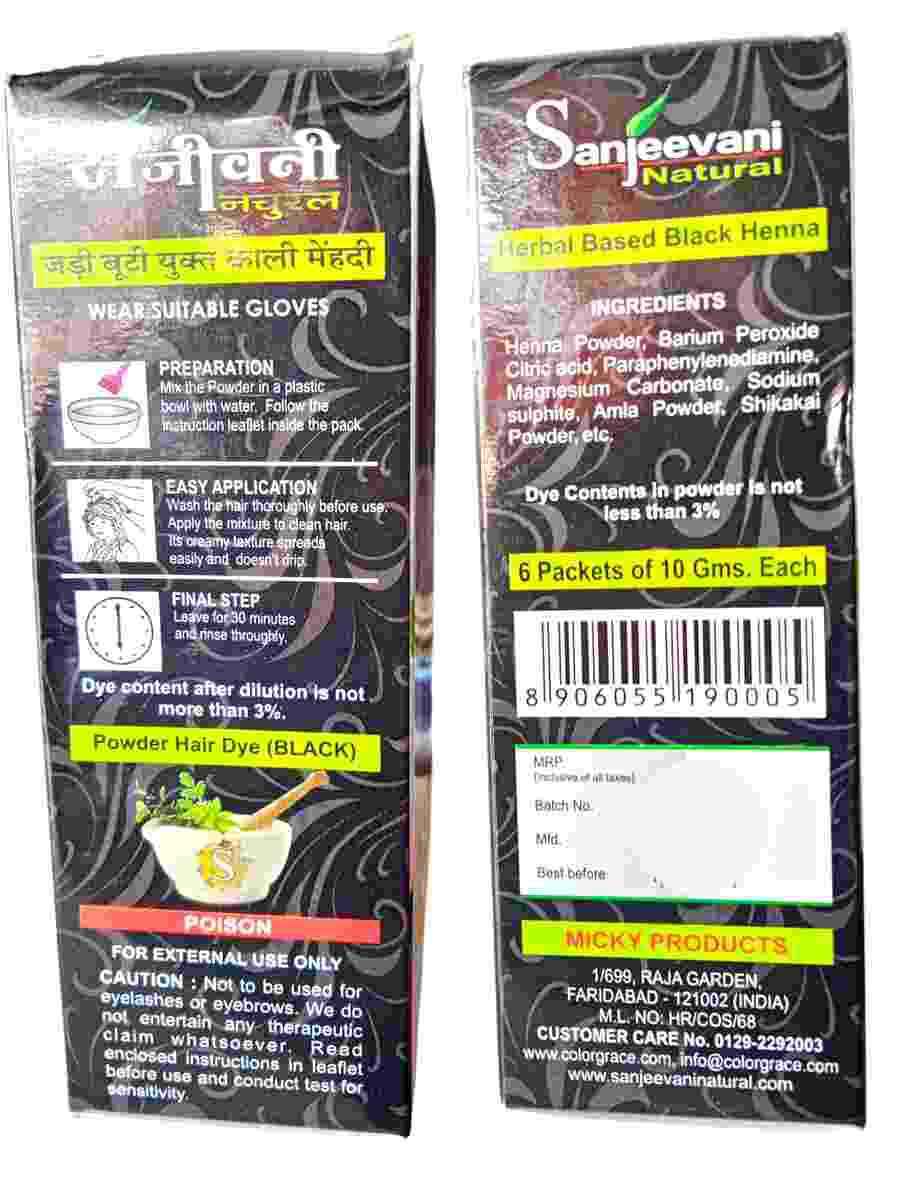 संजीवनी
नचुरल
जड़ी बूटी युक्त काली मेंहदी
WEAR SUITABLE GLOVES
PREPARATION
Mix the Powder in a plastic
bowl with water. Follow the
instruction leaflet inside the pack
EASY APPLICATION
Wash the hair thoroughly before use.
Apply the mixture to clean hair.
Its creamy texture spreads
easily and doesn't drip.
FINAL STEP
Leave for 30 minutes
and rinse throughly.
Dye content after dilution is not
more than 3%.
Powder Hair Dye (BLACK)
S
POISON
FOR EXTERNAL USE ONLY
CAUTION : Not to be used for
eyelashes or eyebrows. We do
not entertain any therapeutic
claim whatsoever. Read
enclosed instructions in leaflet
before use and conduct test for
sensitivity.
Sanjeevani
Natural
Herbal Based Black Henna
INGREDIENTS
Henna Powder, Barium Peroxide
Citric acid, Paraphenylenediamine,
Magnesium Carbonate, Sodium
sulphite, Amla Powder, Shikakai
Powder, etc.
Dye Contents in powder is not
less than 3%
6 Packets of 10 Gms. Each
8 906055 190005
MRP
(Inclusive of all taxes)
Batch No.
Mfd.
Best before
MICKY PRODUCTS
1/699, RAJA GARDEN,
FARIDABAD - 121002 (INDIA)
M.L. NO: HR/COS/68
CUSTOMER CARE No. 0129-2292003
www.colorgrace.com, info@colorgrace.com
www.sanjeevaninatural.com